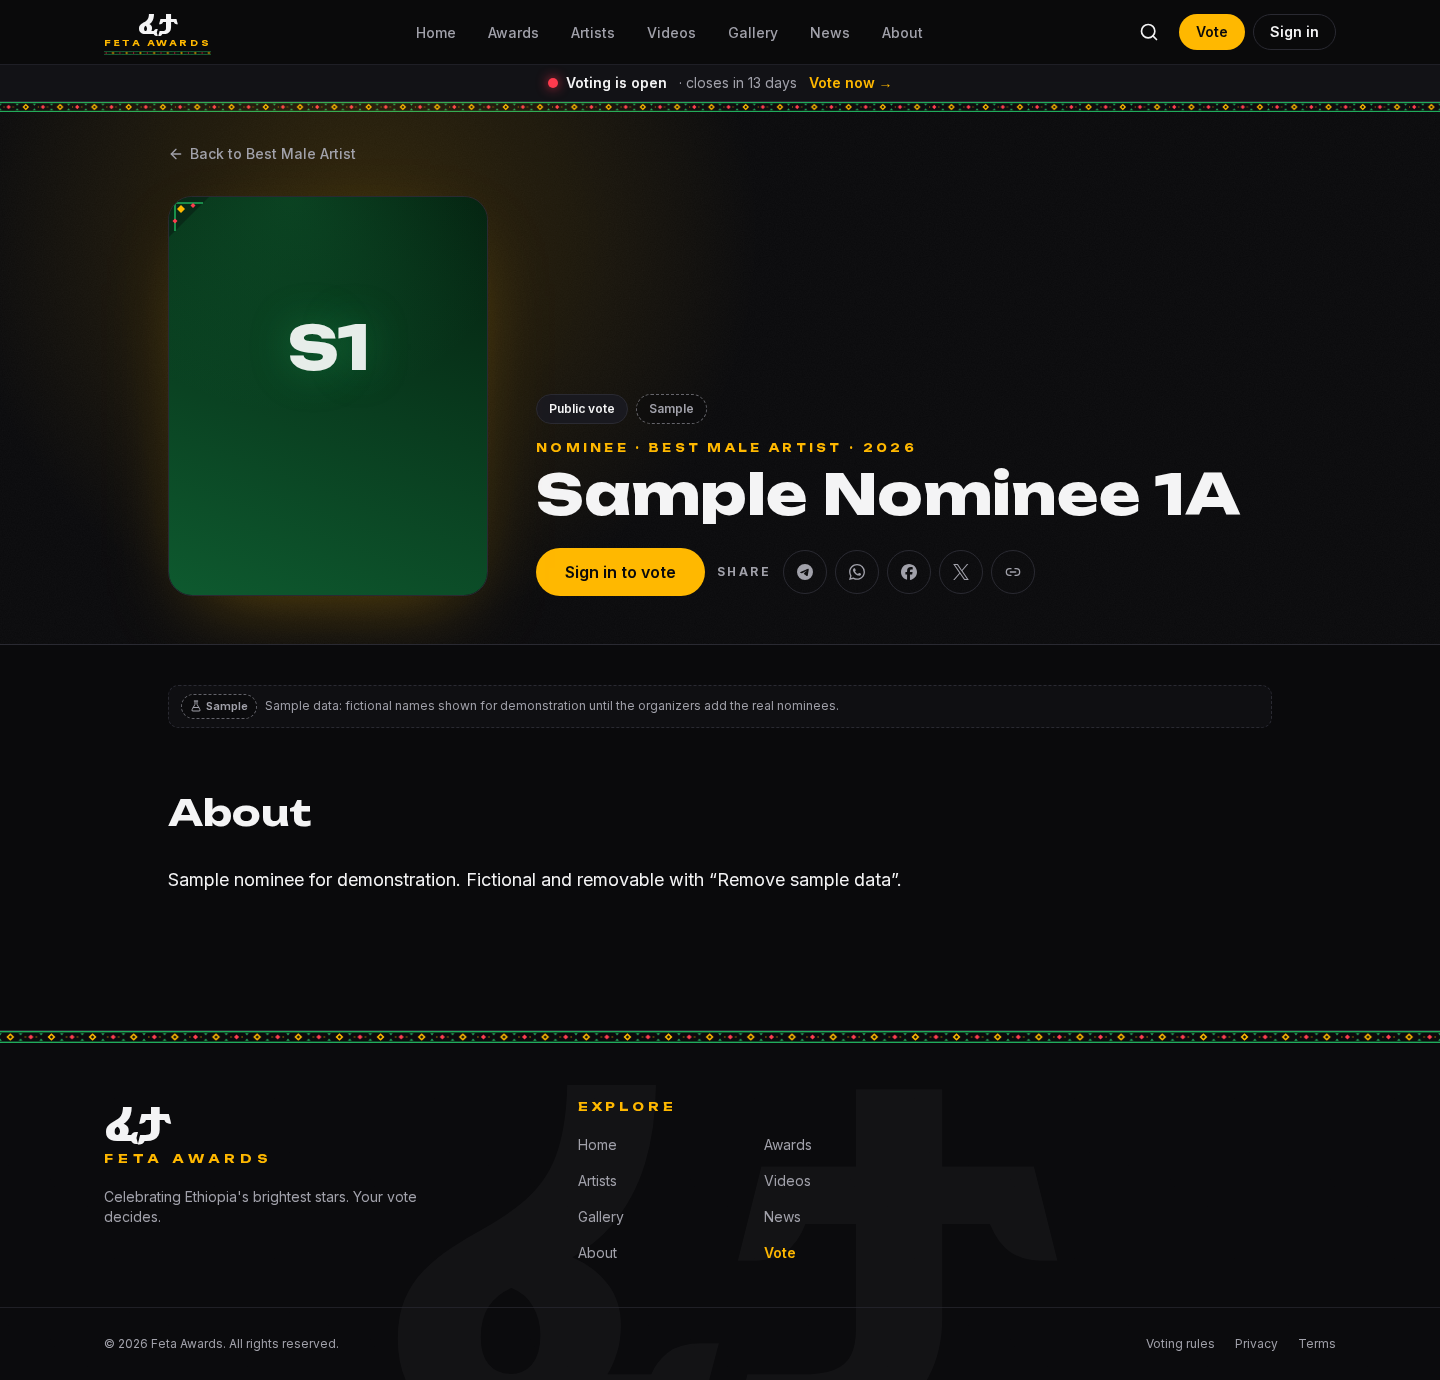 ፈታ
FETA AWARDS
Home Awards Artists Videos Gallery News About
Vote Sign in
Voting is open · closes in 13 days Vote now →
← Back to Best Male Artist
S1
Public vote Sample
NOMINEE · BEST MALE ARTIST · 2026
Sample Nominee 1A
Sign in to vote SHARE
Sample Sample data: fictional names shown for demonstration until the organizers add the real nominees.
About
Sample nominee for demonstration. Fictional and removable with “Remove sample data”.
ፈታ
FETA AWARDS
Celebrating Ethiopia's brightest stars. Your vote
decides.
EXPLORE
Home Awards
Artists Videos
Gallery News
About Vote
ፈታ
© 2026 Feta Awards. All rights reserved.
Voting rules Privacy Terms